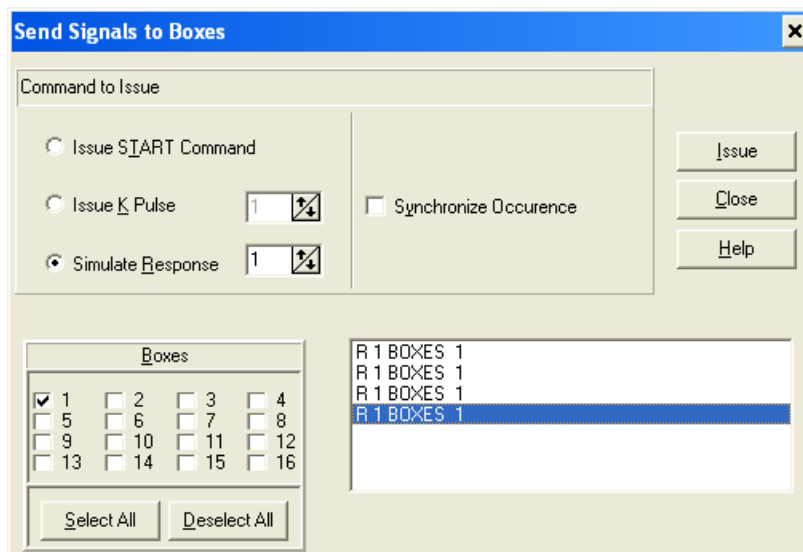 Send Signals to Boxes
Command to Issue
Issue START Command
Issue K Pulse 1
Simulate Response 1
Synchronize Occurence
Issue
Close
Help
Boxes
1 2 3 4
5 6 7 8
9 10 11 12
13 14 15 16
Select All Deselect All
R 1 BOXES 1
R 1 BOXES 1
R 1 BOXES 1
R 1 BOXES 1